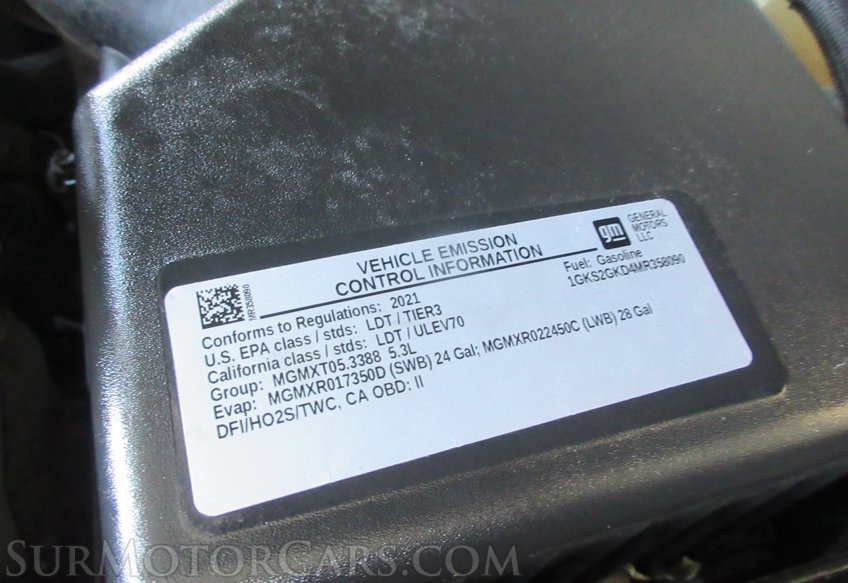 VEHICLE EMISSION
CONTROL INFORMATION
gm
GENERAL
MOTORS
LLC
Fuel: Gasoline
1GKS2GKD4MR358090
MR358090
Conforms to Regulations: 2021
U.S. EPA class / stds: LDT / TIER3
California class / stds: LDT / ULEV70
Group: MGMXT05.3388 5.3L
Evap: MGMXR017350D (SWB) 24 Gal; MGMXR022450C (LWB) 28 Gal
DFI/HO2S/TWC, CA OBD: II
SurMotorCars.com